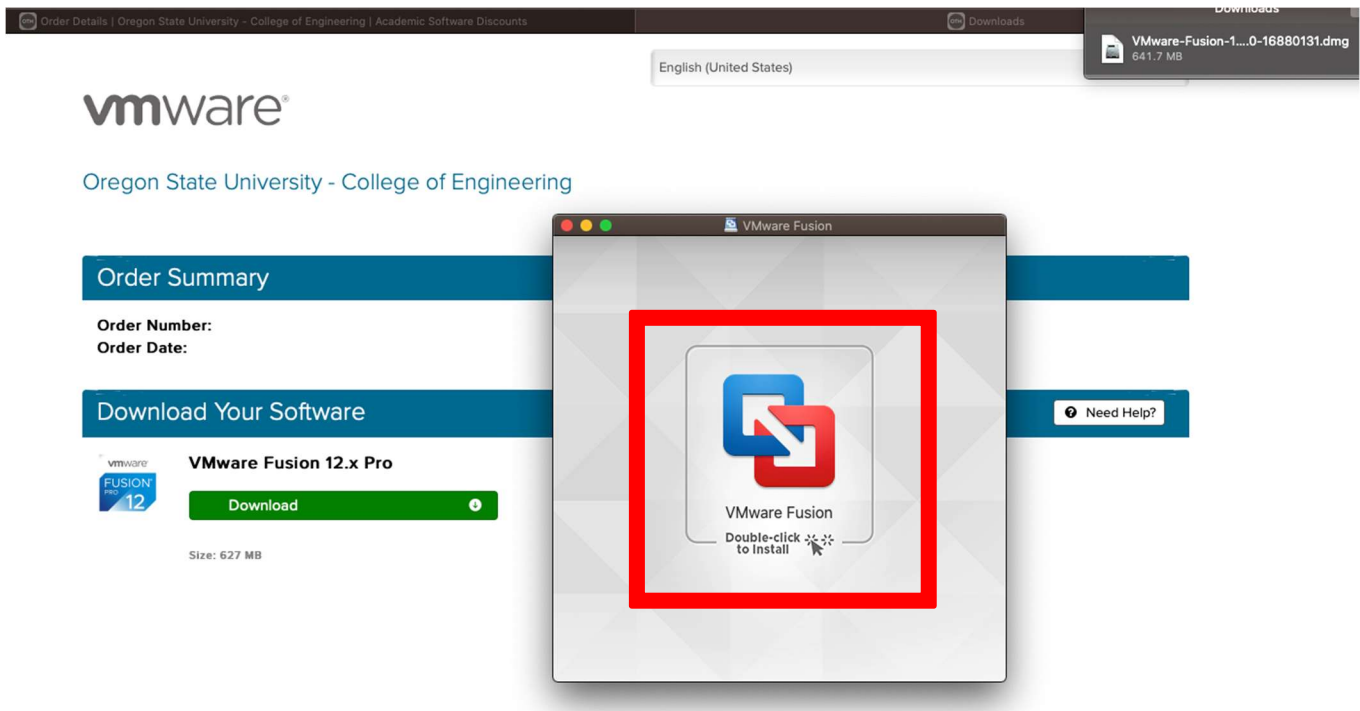 Order Details | Oregon State University - College of Engineering | Academic Software Discounts
Downloads
Downloads
VMware-Fusion-1....0-16880131.dmg
641.7 MB
English (United States)
vmware®
Oregon State University - College of Engineering
VMware Fusion
Order Summary
Order Number:
Order Date:
Download Your Software
Need Help?
vmware
FUSION
PRO
12
VMware Fusion 12.x Pro
Download
Size: 627 MB
VMware Fusion
Double-click
to Install